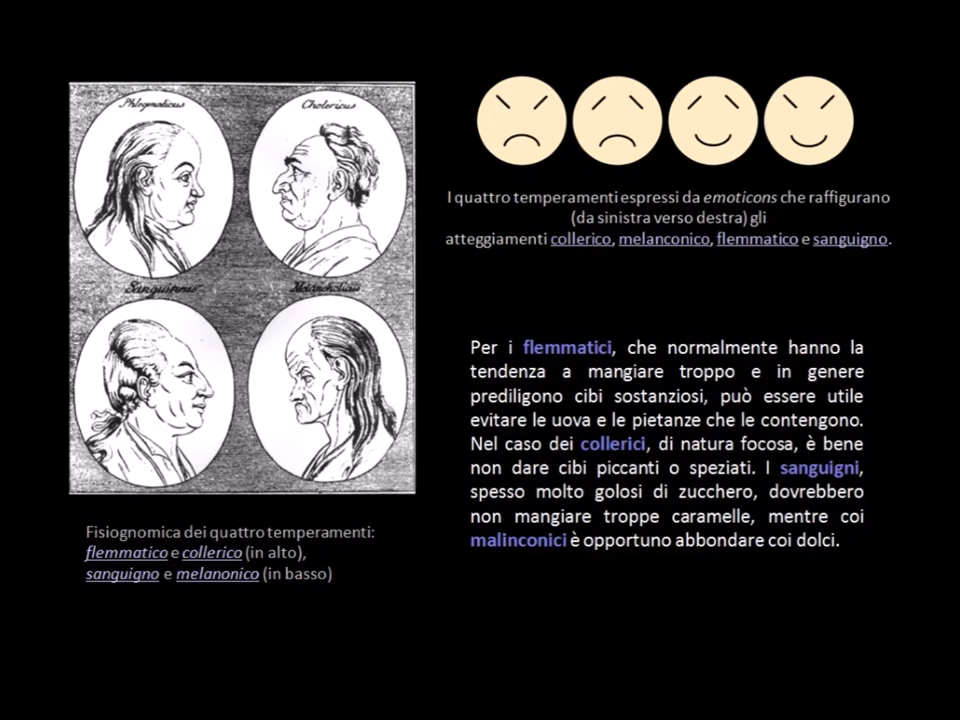 Phlegmaticus
Cholericus
Sanguineus
Melancholicus
Fisiognomica dei quattro temperamenti:
flemmatico e collerico (in alto),
sanguigno e melanonico (in basso)
I quattro temperamenti espressi da emoticons che raffigurano
(da sinistra verso destra) gli
atteggiamenti collerico, melanconico, flemmatico e sanguigno.
Per i flemmatici, che normalmente hanno la
tendenza a mangiare troppo e in genere
prediligono cibi sostanziosi, può essere utile
evitare le uova e le pietanze che le contengono.
Nel caso dei collerici, di natura focosa, è bene
non dare cibi piccanti o speziati. I sanguigni,
spesso molto golosi di zucchero, dovrebbero
non mangiare troppe caramelle, mentre coi
malinconici è opportuno abbondare coi dolci.